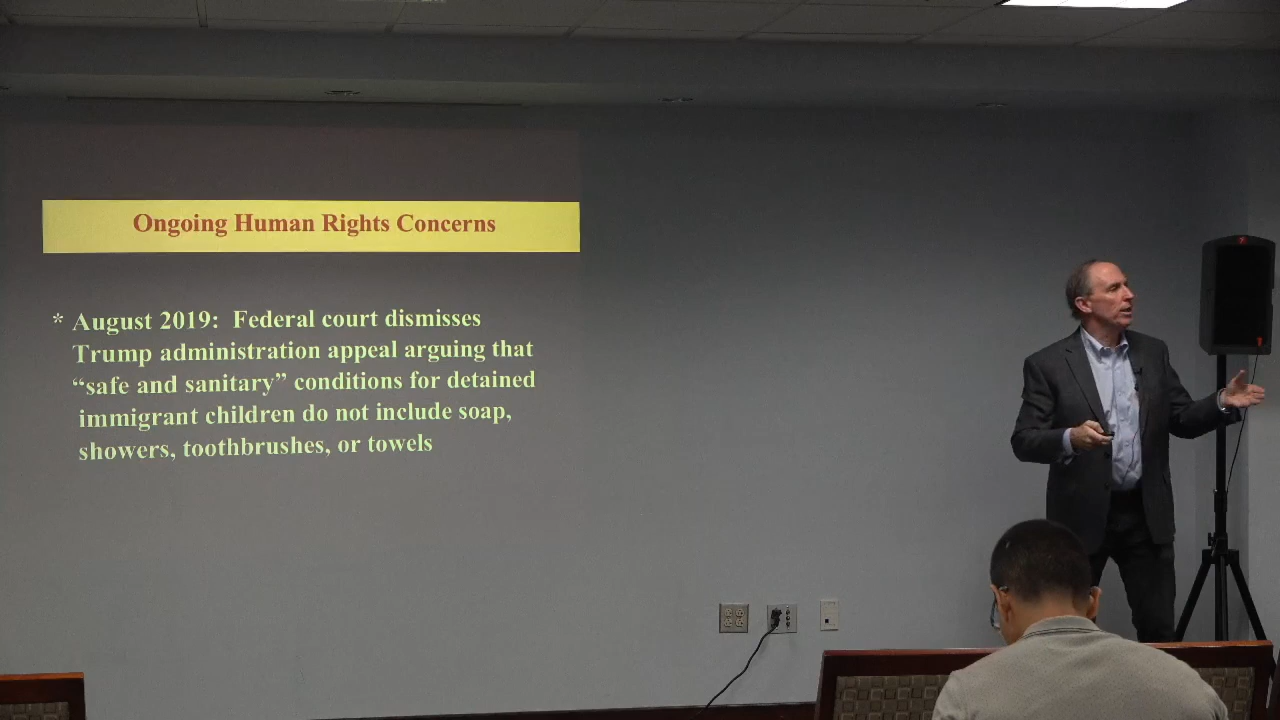 Ongoing Human Rights Concerns
* August 2019: Federal court dismisses
Trump administration appeal arguing that
“safe and sanitary” conditions for detained
immigrant children do not include soap,
showers, toothbrushes, or towels